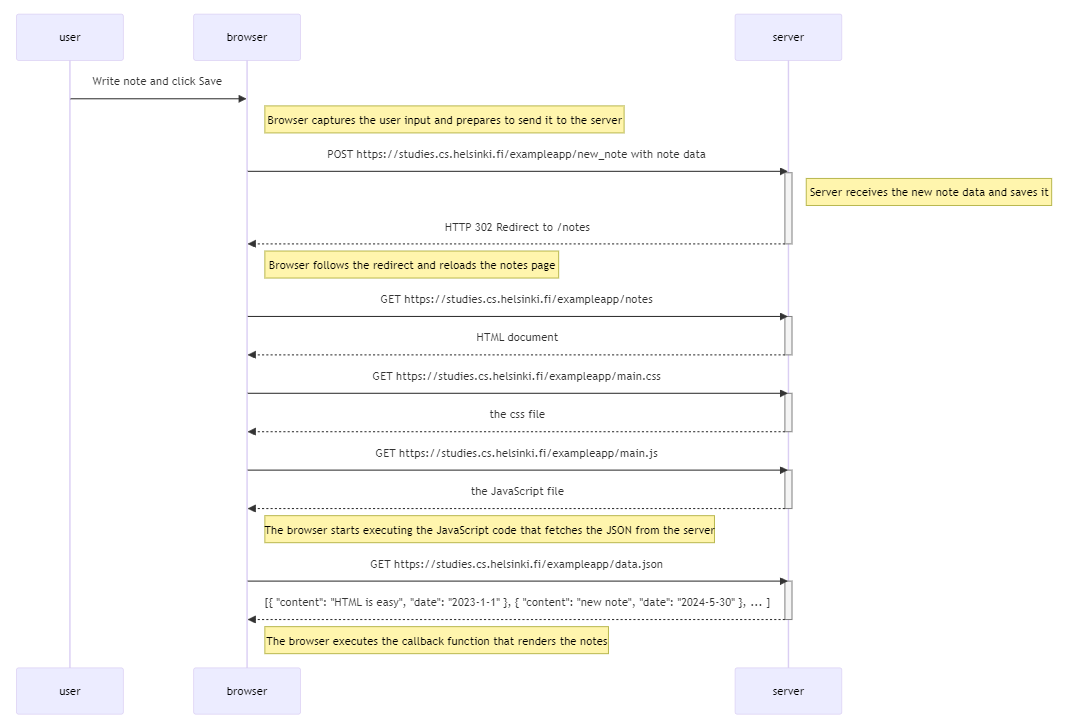 user browser server
Write note and click Save
Browser captures the user input and prepares to send it to the server
POST https://studies.cs.helsinki.fi/exampleapp/new_note with note data
Server receives the new note data and saves it
HTTP 302 Redirect to /notes
Browser follows the redirect and reloads the notes page
GET https://studies.cs.helsinki.fi/exampleapp/notes
HTML document
GET https://studies.cs.helsinki.fi/exampleapp/main.css
the css file
GET https://studies.cs.helsinki.fi/exampleapp/main.js
the JavaScript file
The browser starts executing the JavaScript code that fetches the JSON from the server
GET https://studies.cs.helsinki.fi/exampleapp/data.json
[{ "content": "HTML is easy", "date": "2023-1-1" }, { "content": "new note", "date": "2024-5-30" }, ... ]
The browser executes the callback function that renders the notes
user browser server